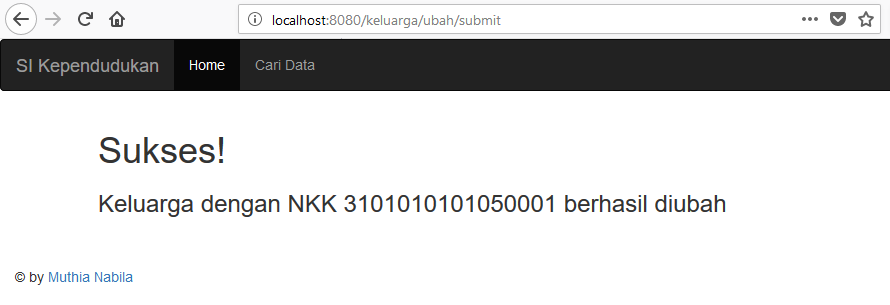 localhost:8080/keluarga/ubah/submit
SI Kependudukan Home Cari Data
Sukses!
Keluarga dengan NKK 3101010101050001 berhasil diubah
© by Muthia Nabila